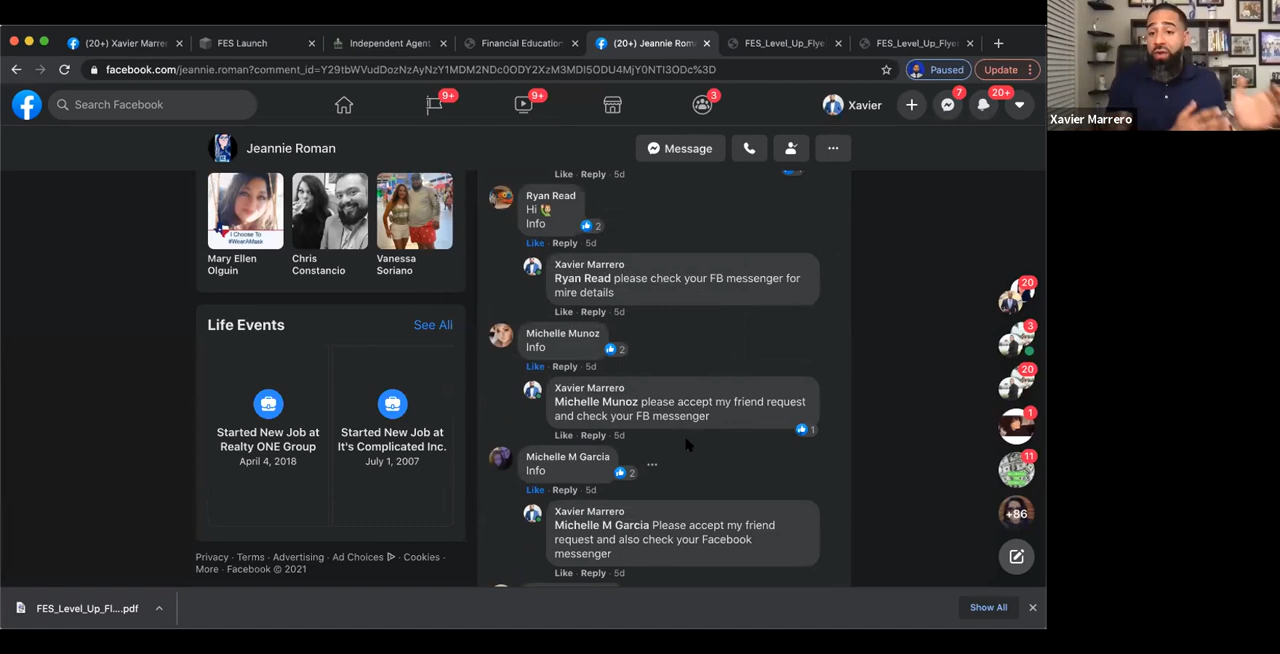 (20+) Xavier Marre
FES Launch
Independent Agent
Financial Education
(20+) Jeannie Roma
FES_Level_Up_Flye
FES_Level_Up_Flyer
facebook.com/jeannie.roman?comment_id=Y29tbWVudDozNzAyNzY1MDM2NDc0ODY2XzM3MDI5ODU4MjY0NTI3ODc%3D
Paused
Update
Search Facebook
9+
9+
3
Xavier
7
20+
Xavier Marrero
Jeannie Roman
Message
Like · Reply · 5d
I Choose To
#WearAMask
Mary Ellen
Olguin
Chris
Constancio
Vanessa
Soriano
Life Events
See All
Started New Job at
Realty ONE Group
April 4, 2018
Started New Job at
It's Complicated Inc.
July 1, 2007
Privacy · Terms · Advertising · Ad Choices · Cookies ·
More · Facebook © 2021
Ryan Read
Hi
Info
2
Like · Reply · 5d
Xavier Marrero
Ryan Read please check your FB messenger for
mire details
Like · Reply · 5d
Michelle Munoz
Info
2
Like · Reply · 5d
Xavier Marrero
Michelle Munoz please accept my friend request
and check your FB messenger
1
Like · Reply · 5d
Michelle M Garcia
Info
2
Like · Reply · 5d
Xavier Marrero
Michelle M Garcia Please accept my friend
request and also check your Facebook
messenger
Like · Reply · 5d
20
3
20
1
11
+86
FES_Level_Up_Fl....pdf
Show All